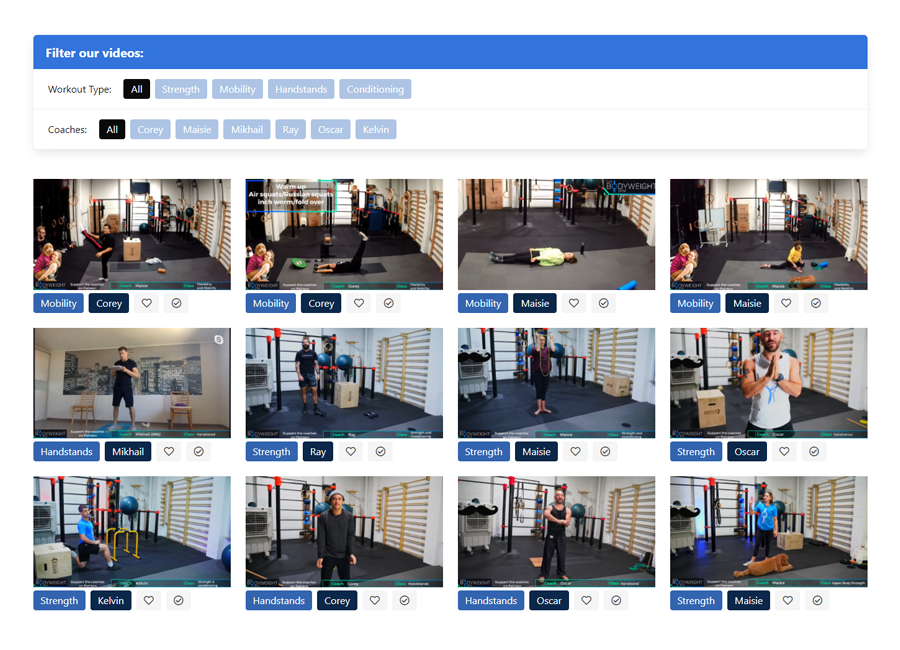 Filter our videos:
Workout Type: All Strength Mobility Handstands Conditioning
Coaches: All Corey Maisie Mikhail Ray Oscar Kelvin
Warm up
Air squats/Russian squats
inch worm/fold over
BODYWEIGHT
Mobility Corey
Mobility Corey
Mobility Maisie
Mobility Maisie
Handstands Mikhail
Strength Ray
Strength Maisie
Strength Oscar
Strength Kelvin
Handstands Corey
Handstands Oscar
Strength Maisie